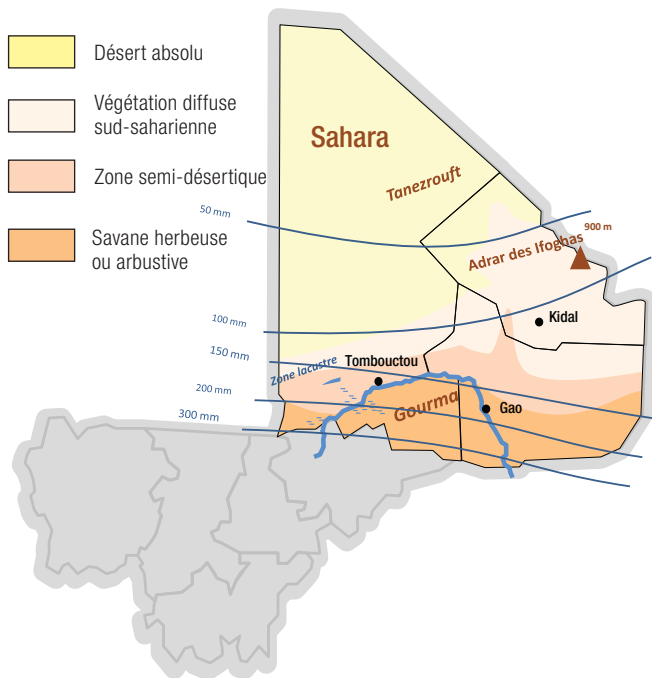 Désert absolu
Végétation diffuse
sud-saharienne
Zone semi-désertique
Savane herbeuse
ou arbustive
Sahara
Tanezrouft
50 mm
900 m
Adrar des Ifoghas
100 mm
Kidal
150 mm
Zone lacustre
Tombouctou
200 mm
Gourma
Gao
300 mm